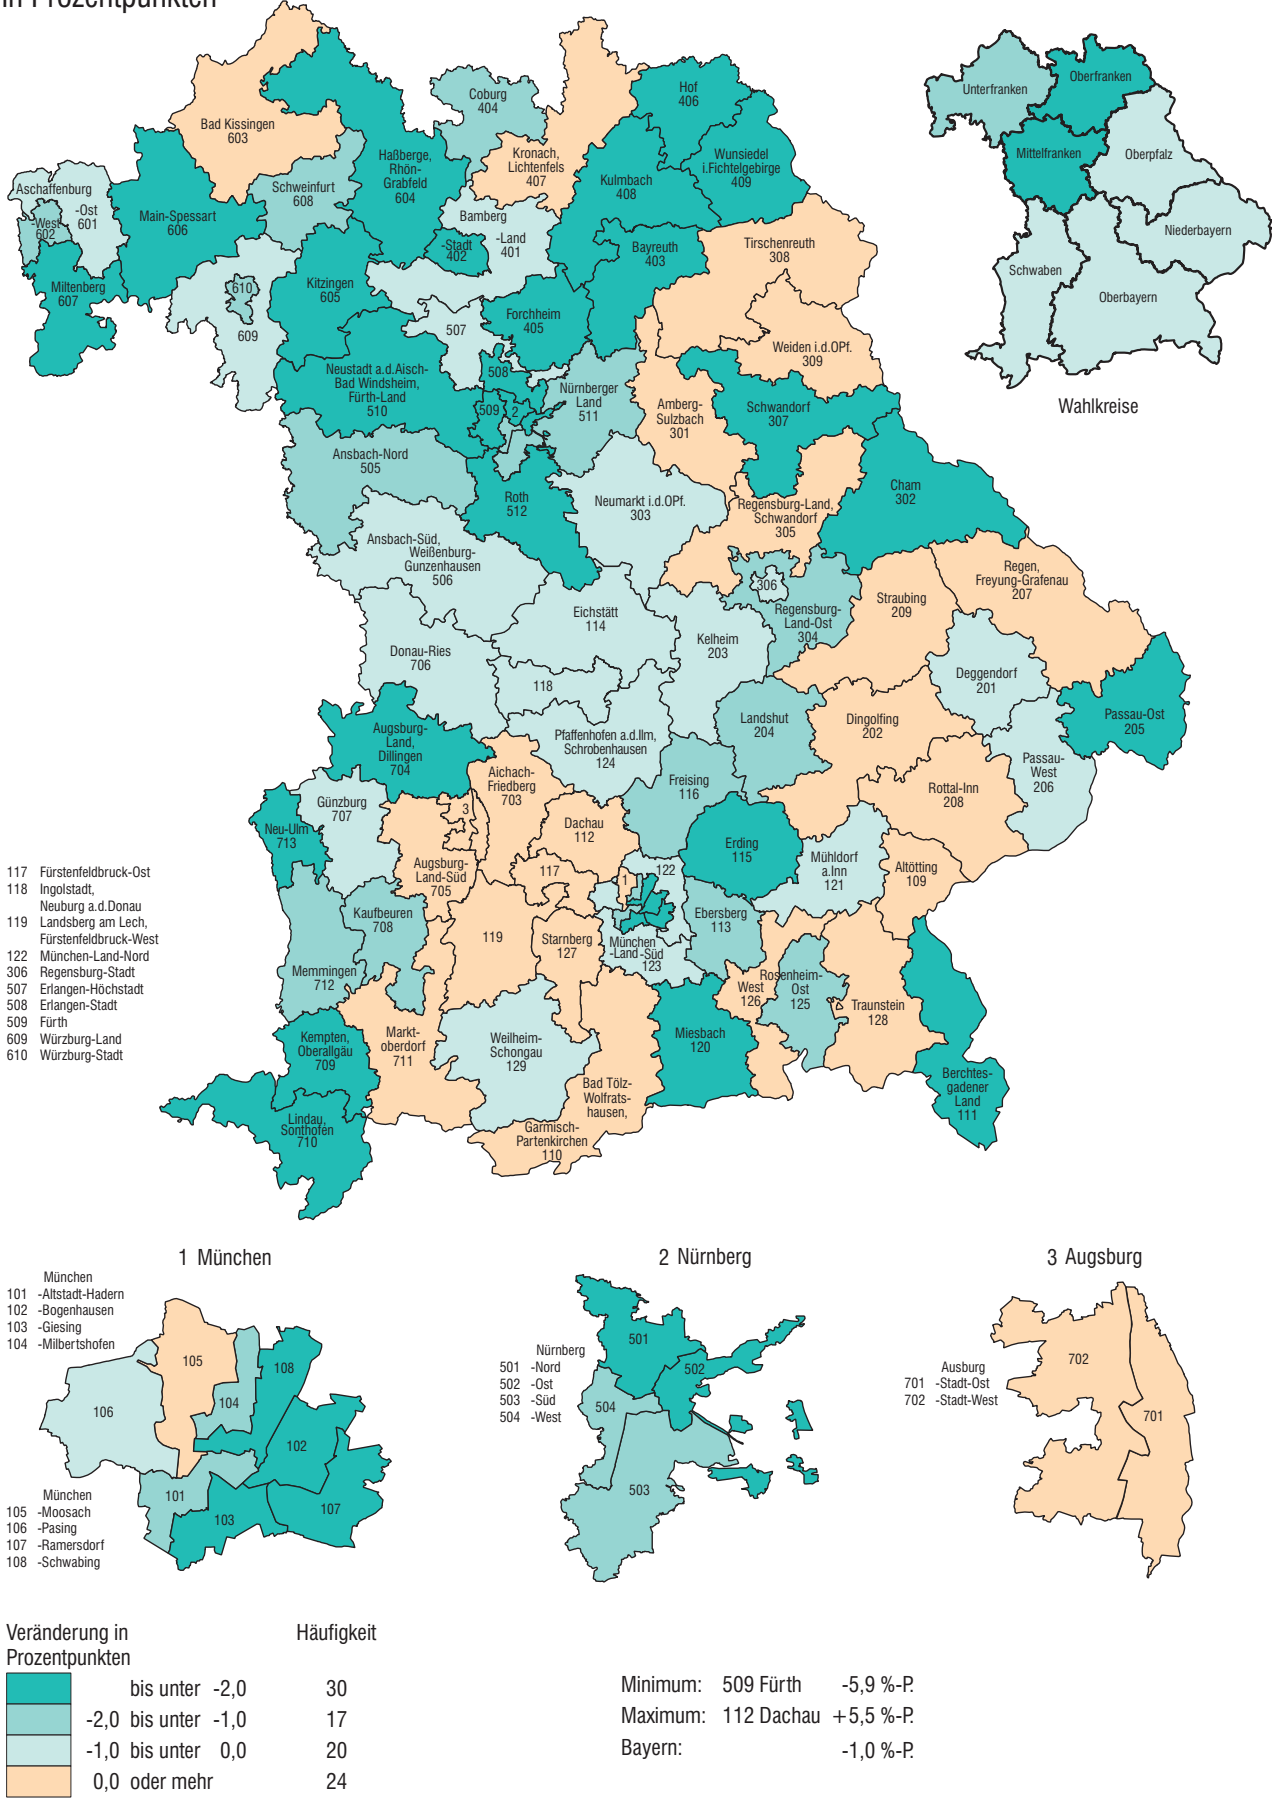 in Prozentpunkten
Bad Kissingen
603
Coburg
404
Hof
406
Kronach,
Lichtenfels
407
Haßberge,
Rhön-
Grabfeld
604
Wunsiedel
i.Fichtelgebirge
409
Kulmbach
408
Aschaffenburg
-Ost
601
-West
602
Schweinfurt
608
Main-Spessart
606
Bamberg
-Land
401
-Stadt
402
Bayreuth
403
Tirschenreuth
308
Miltenberg
607
610
609
Kitzingen
605
Forchheim
405
507
Weiden i.d.OPf.
309
508
Neustadt a.d.Aisch-
Bad Windsheim,
Fürth-Land
510
509
2
Nürnberger
Land
511
Amberg-
Sulzbach
301
Schwandorf
307
Ansbach-Nord
505
Cham
302
Roth
512
Neumarkt i.d.OPf.
303
Regensburg-Land,
Schwandorf
305
Ansbach-Süd,
Weißenburg-
Gunzenhausen
506
Regen,
Freyung-Grafenau
207
306
Regensburg-
Land-Ost
304
Straubing
209
Eichstätt
114
Kelheim
203
Donau-Ries
706
Deggendorf
201
118
Landshut
204
Dingolfing
202
Passau-Ost
205
Augsburg-
Land,
Dillingen
704
Pfaffenhofen a.d.Ilm,
Schrobenhausen
124
Passau-
West
206
Aichach-
Friedberg
703
Freising
116
Rottal-Inn
208
Günzburg
707
3
Neu-Ulm
713
Dachau
112
Erding
115
Mühldorf
a.Inn
121
Altötting
109
Augsburg-
Land-Süd
705
117
1
122
Kaufbeuren
708
Ebersberg
113
119
Starnberg
127
München
-Land -Süd
123
Memmingen
712
West
126
Rosenheim-
Ost
125
Traunstein
128
Kempten,
Oberallgäu
709
Markt-
oberdorf
711
Weilheim-
Schongau
129
Miesbach
120
Bad Tölz-
Wolfrats-
hausen,
Garmisch-
Partenkirchen
110
Berchtes-
gadener
Land
111
Lindau,
Sonthofen
710
Unterfranken
Oberfranken
Mittelfranken
Oberpfalz
Niederbayern
Schwaben
Oberbayern
Wahlkreise
117 Fürstenfeldbruck-Ost
118 Ingolstadt,
Neuburg a.d.Donau
119 Landsberg am Lech,
Fürstenfeldbruck-West
122 München-Land-Nord
306 Regensburg-Stadt
507 Erlangen-Höchstadt
508 Erlangen-Stadt
509 Fürth
609 Würzburg-Land
610 Würzburg-Stadt
1 München
München
101 -Altstadt-Hadern
102 -Bogenhausen
103 -Giesing
104 -Milbertshofen
105
108
104
106
102
101
103
107
München
105 -Moosach
106 -Pasing
107 -Ramersdorf
108 -Schwabing
2 Nürnberg
Nürnberg
501 -Nord
502 -Ost
503 -Süd
504 -West
501
502
504
503
3 Augsburg
Ausburg
701 -Stadt-Ost
702 -Stadt-West
702
701
Veränderung in
Prozentpunkten
Häufigkeit
bis unter -2,0 30
-2,0 bis unter -1,0 17
-1,0 bis unter 0,0 20
0,0 oder mehr 24
Minimum: 509 Fürth -5,9 %-P.
Maximum: 112 Dachau +5,5 %-P.
Bayern: -1,0 %-P.